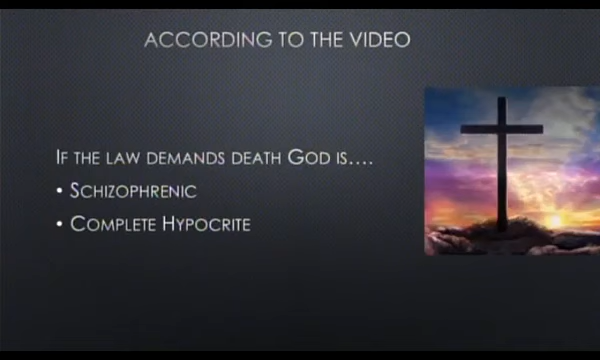 ACCORDING TO THE VIDEO
IF THE LAW DEMANDS DEATH GOD IS....
• SCHIZOPHRENIC
• COMPLETE HYPOCRITE